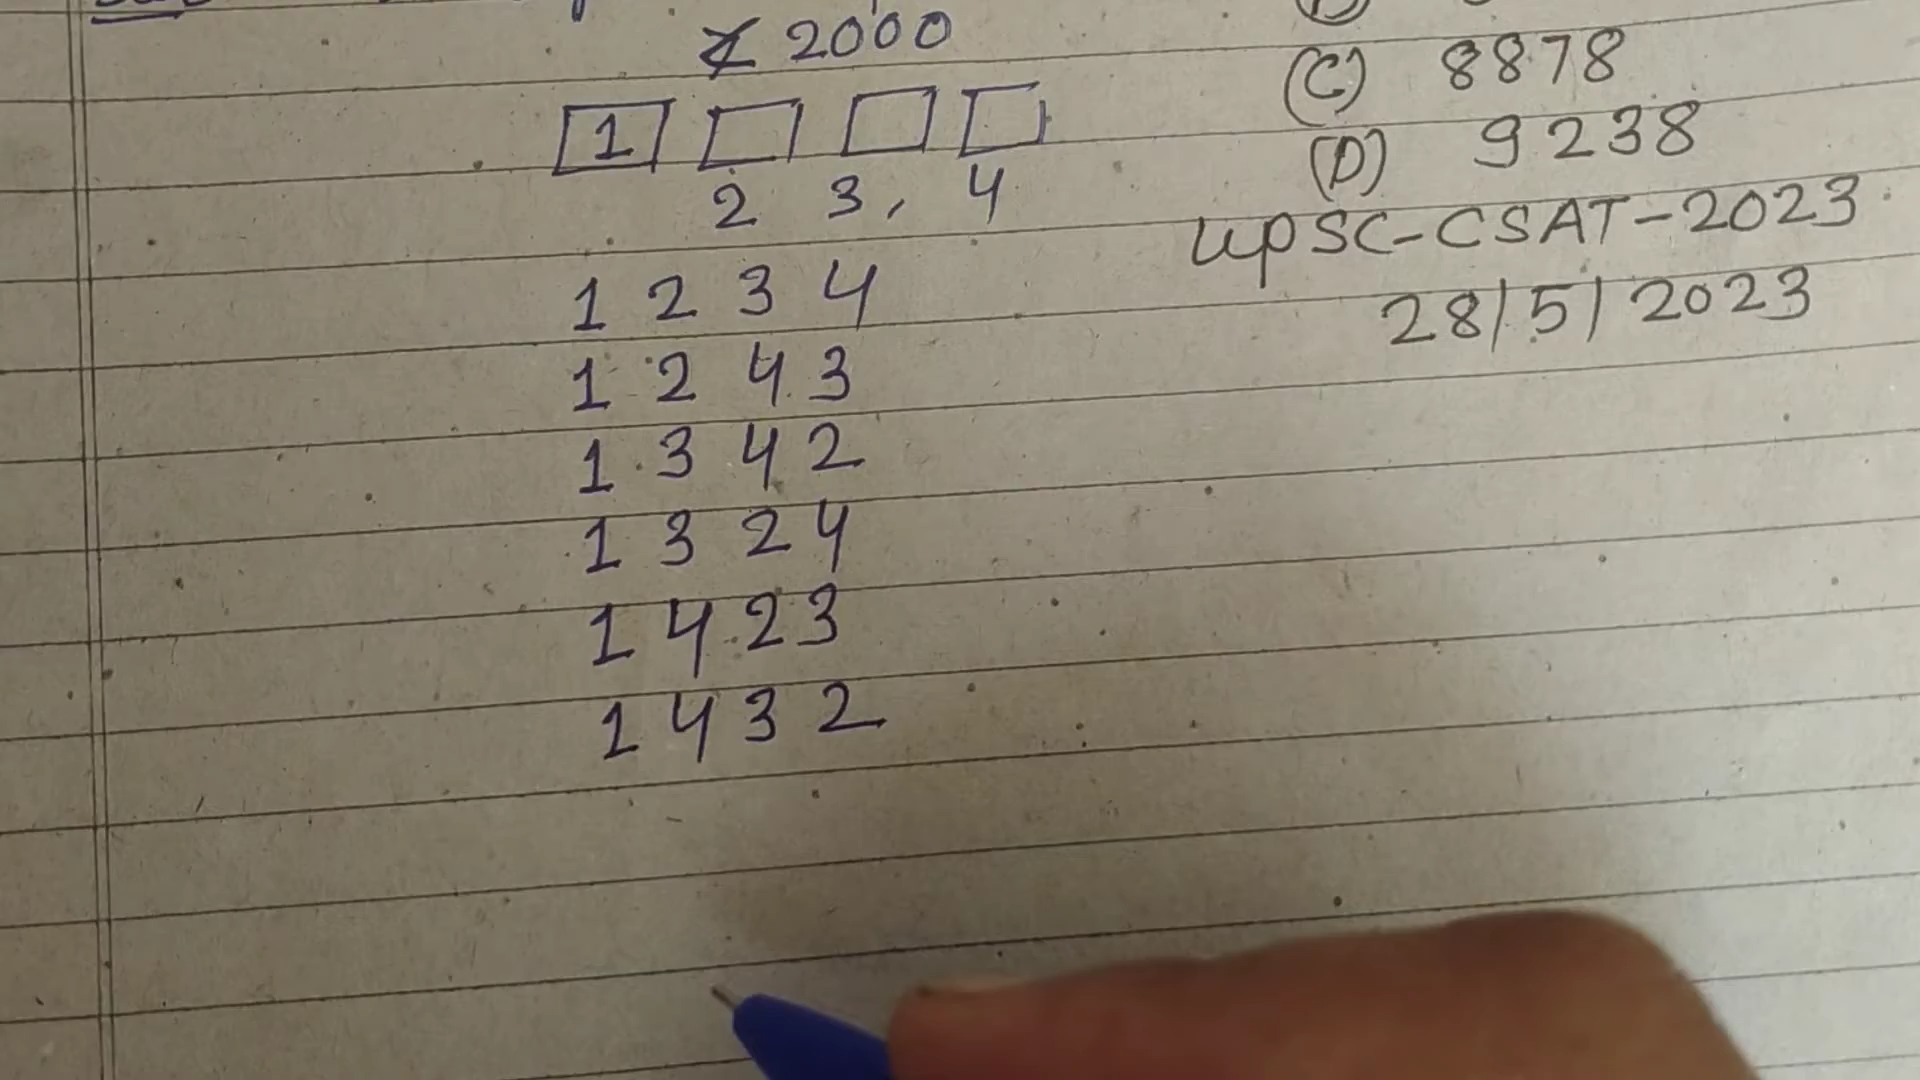 < 2000
1
2 3, 4
1 2 3 4
1 2 4 3
1 3 4 2
1 3 2 4
1 4 2 3
1 4 3 2
(C) 8878
(D) 9238
UPSC-CSAT-2023
28/5/2023